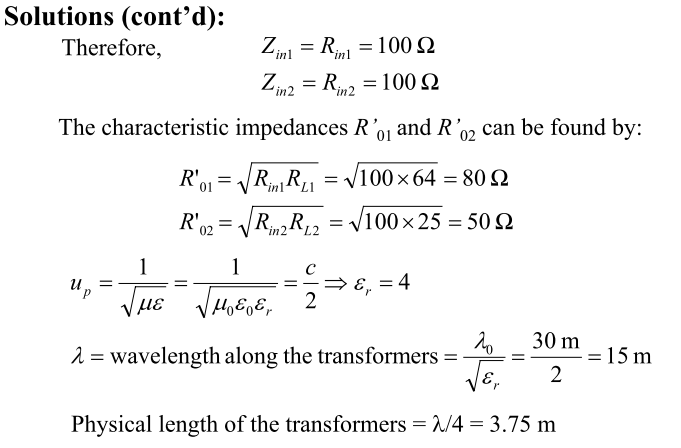 Solutions (cont’d):
Therefore, Z_in1 = R_in1 = 100 Ω
Z_in2 = R_in2 = 100 Ω
The characteristic impedances R’_01 and R’_02 can be found by:
R'_01 = √(R_in1 R_L1) = √(100 × 64) = 80 Ω
R'_02 = √(R_in2 R_L2) = √(100 × 25) = 50 Ω
u_p = 1/√(με) = 1/√(μ_0 ε_0 ε_r) = c/2 ⇒ ε_r = 4
λ = wavelength along the transformers = λ_0/√ε_r = 30 m/2 = 15 m
Physical length of the transformers = λ/4 = 3.75 m